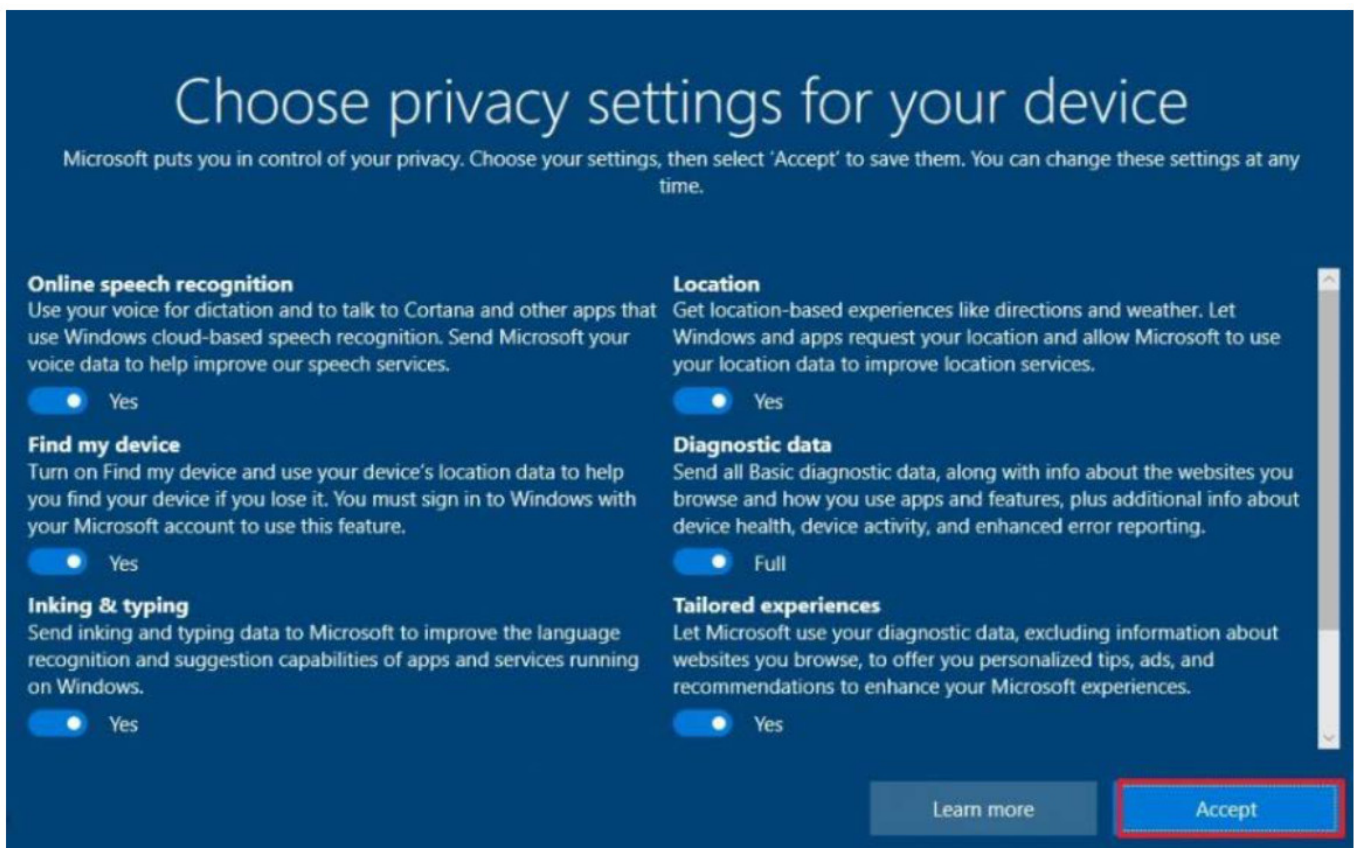 Choose privacy settings for your device
Microsoft puts you in control of your privacy. Choose your settings, then select 'Accept' to save them. You can change these settings at any
time.
Online speech recognition
Use your voice for dictation and to talk to Cortana and other apps that
use Windows cloud-based speech recognition. Send Microsoft your
voice data to help improve our speech services.
Yes
Find my device
Turn on Find my device and use your device's location data to help
you find your device if you lose it. You must sign in to Windows with
your Microsoft account to use this feature.
Yes
Inking & typing
Send inking and typing data to Microsoft to improve the language
recognition and suggestion capabilities of apps and services running
on Windows.
Yes
Location
Get location-based experiences like directions and weather. Let
Windows and apps request your location and allow Microsoft to use
your location data to improve location services.
Yes
Diagnostic data
Send all Basic diagnostic data, along with info about the websites you
browse and how you use apps and features, plus additional info about
device health, device activity, and enhanced error reporting.
Full
Tailored experiences
Let Microsoft use your diagnostic data, excluding information about
websites you browse, to offer you personalized tips, ads, and
recommendations to enhance your Microsoft experiences.
Yes
Learn more
Accept